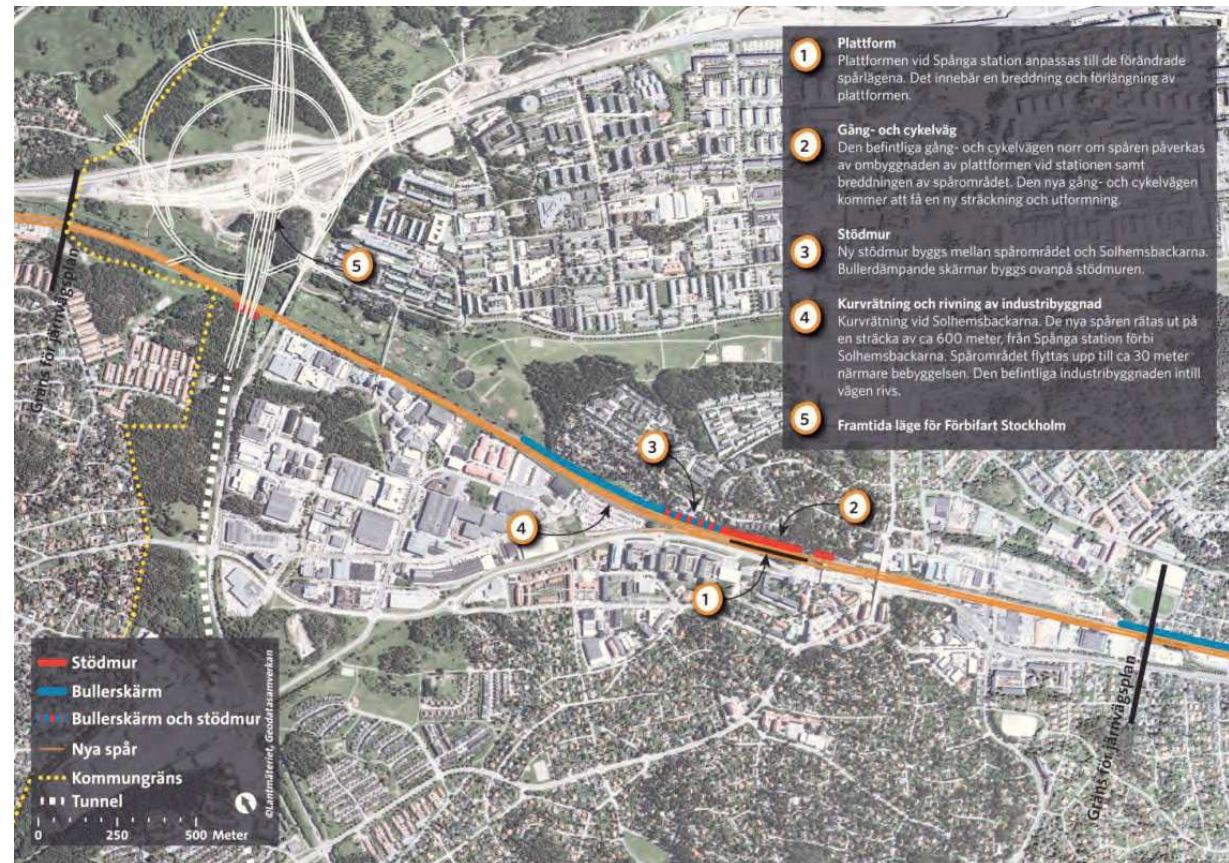 1
Plattform
Plattformen vid Spånga station anpassas till de förändrade
spårlägena. Det innebär en breddning och förlängning av
plattformen.
2
Gång- och cykelväg
Den befintliga gång- och cykelvägen norr om spåren påverkas
av ombyggnaden av plattformen vid stationen samt
breddningen av spårområdet. Den nya gång- och cykelvägen
kommer att få en ny sträckning och utformning.
3
Stödmur
Ny stödmur byggs mellan spårområdet och Solhemsbackarna.
Bullerdämpande skärmar byggs ovanpå stödmuren.
4
Kurvrätning och rivning av industribyggnad
Kurvrätning vid Solhemsbackarna. De nya spåren rätas ut på
en sträcka av ca 600 meter, från Spånga station förbi
Solhemsbackarna. Spårområdet flyttas upp till ca 30 meter
närmare bebyggelsen. Den befintliga industribyggnaden intill
vägen rivs.
5
Framtida läge för Förbifart Stockholm
Gräns för järnvägsplan
5
3
4
2
1
Gräns för järnvägsplan
Stödmur
Bullerskärm
Bullerskärm och stödmur
Nya spår
Kommungräns
Tunnel
0 250 500 Meter
©Lantmäteriet, Geodatasamverkan